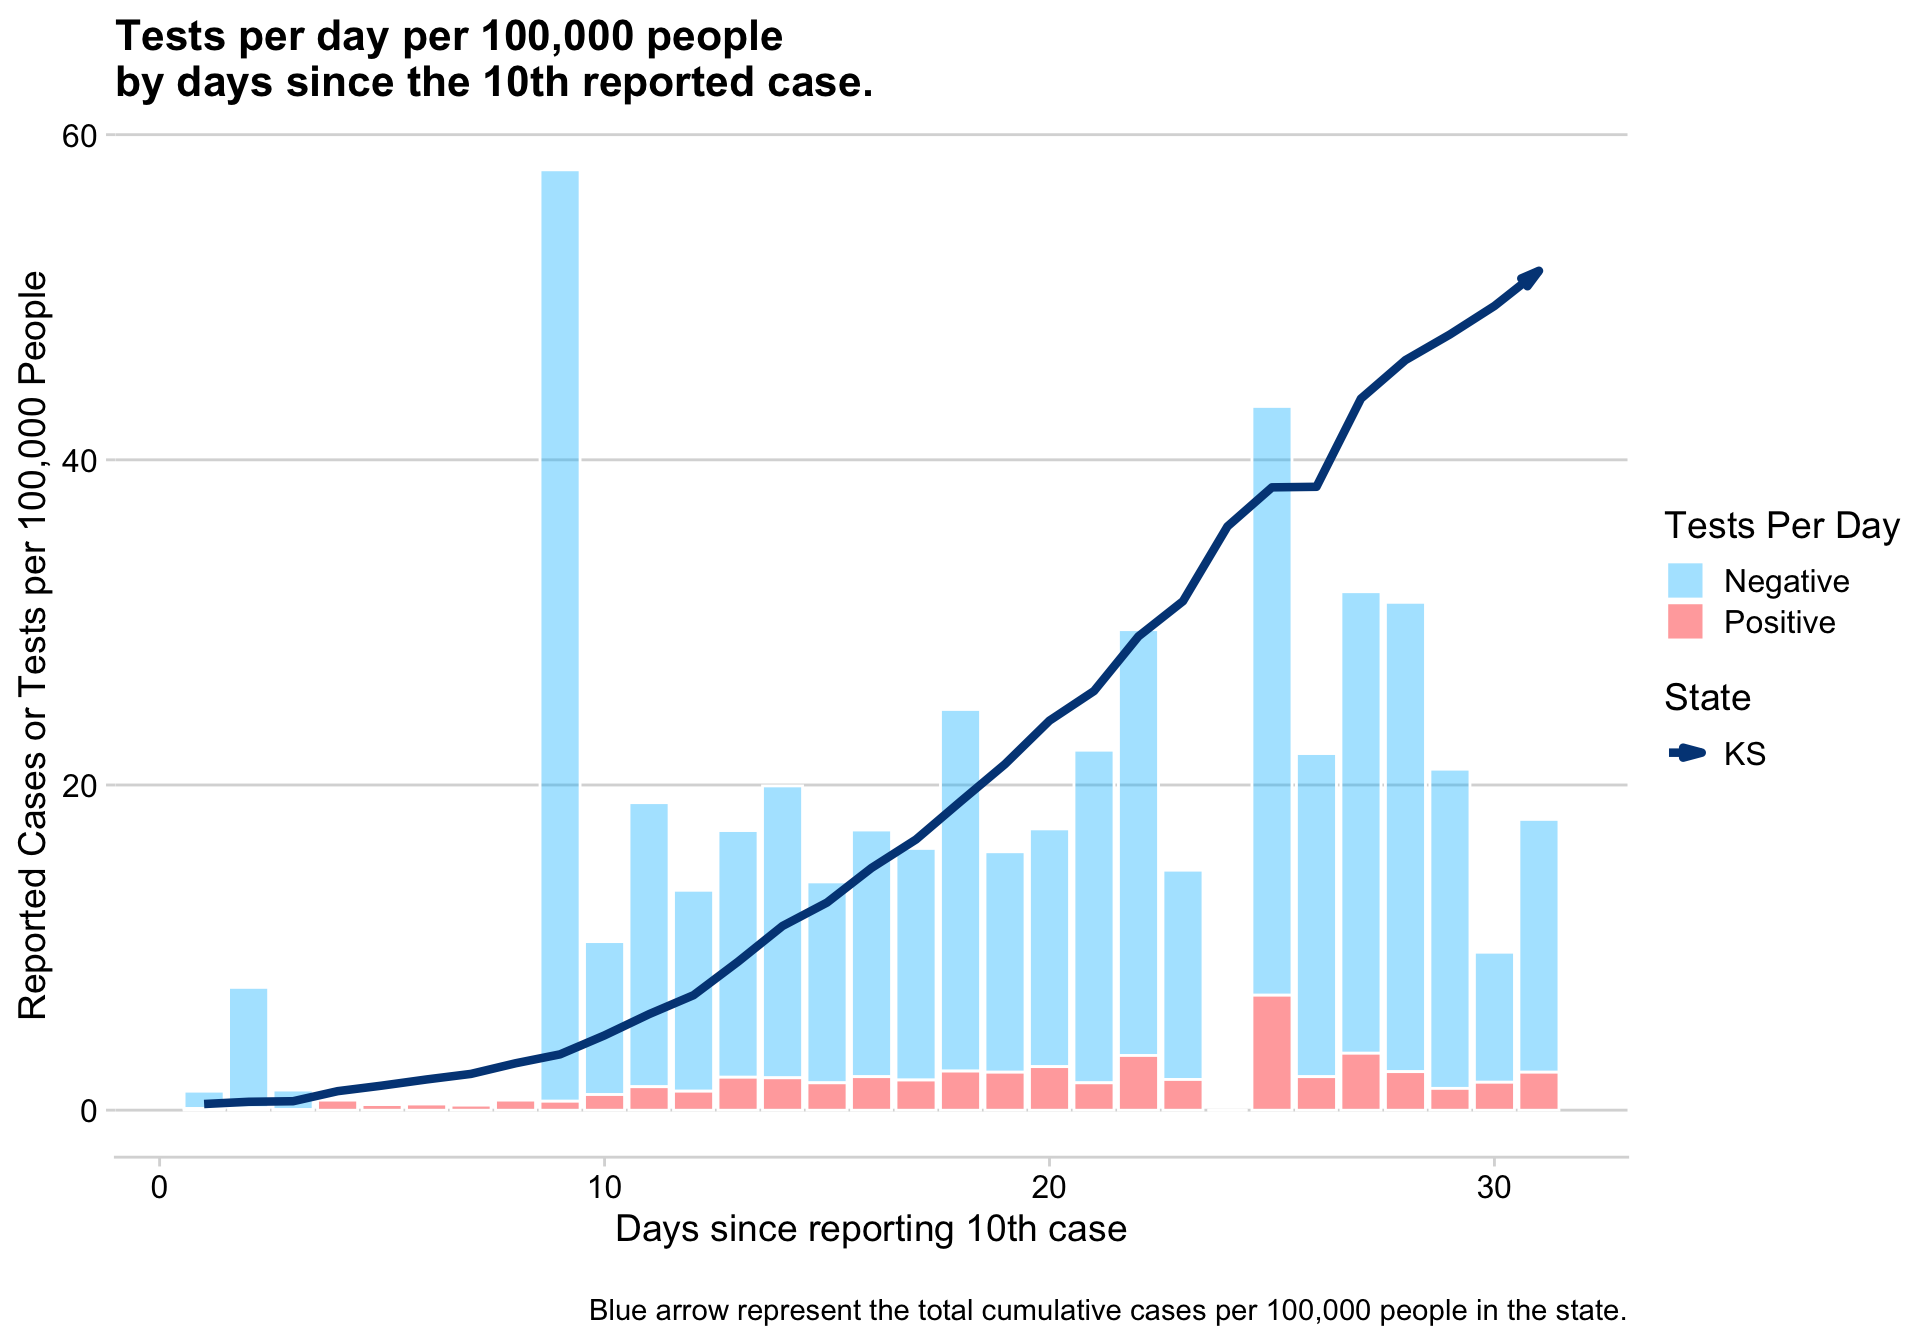 Tests per day per 100,000 people
by days since the 10th reported case.
Reported Cases or Tests per 100,000 People
60
40
20
0
0
10
20
30
Days since reporting 10th case
Tests Per Day
Negative
Positive
State
KS
Blue arrow represent the total cumulative cases per 100,000 people in the state.